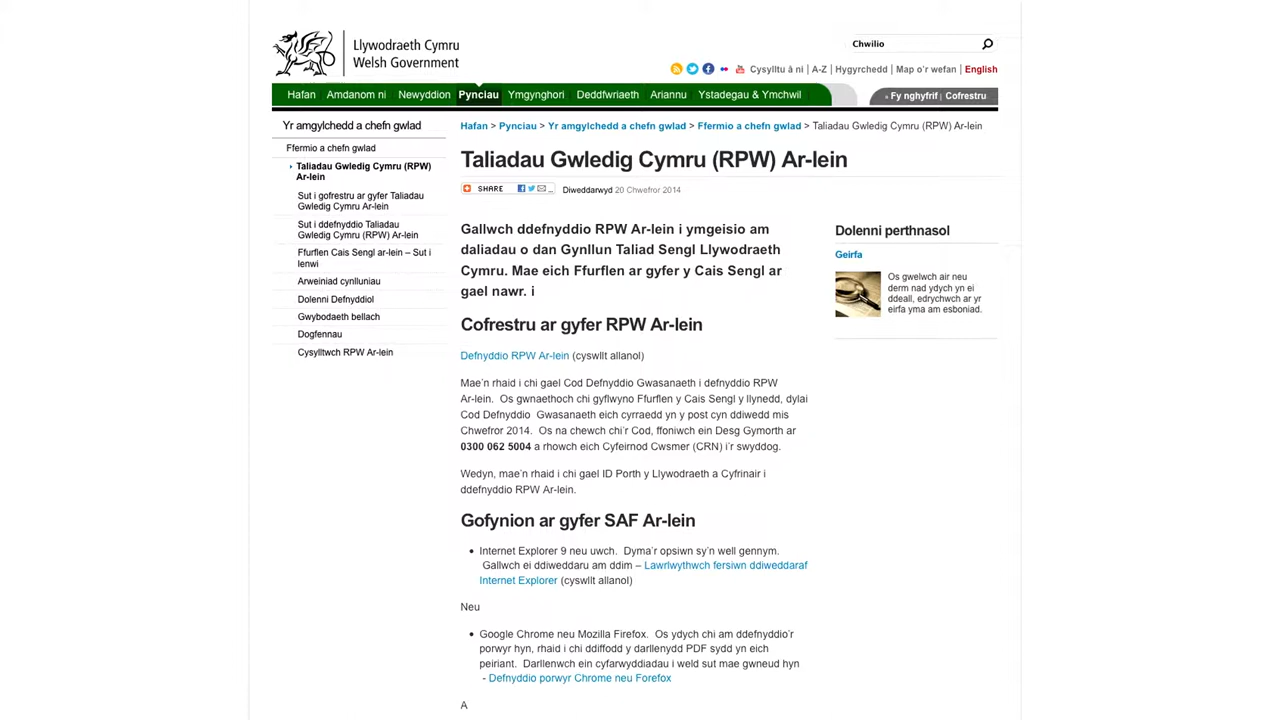 Llywodraeth Cymru
Welsh Government
Chwilio
Cysylltu â ni | A-Z | Hygyrchedd | Map o'r wefan | English
Hafan Amdanom ni Newyddion Pynciau Ymgynghori Deddfwriaeth Ariannu Ystadegau & Ymchwil
Fy nghyfrif | Cofrestru
Yr amgylchedd a chefn gwlad
Ffermio a chefn gwlad
Taliadau Gwledig Cymru (RPW)
Ar-lein
Sut i gofrestru ar gyfer Taliadau
Gwledig Cymru Ar-lein
Sut i ddefnyddio Taliadau
Gwledig Cymru (RPW) Ar-lein
Ffurflen Cais Sengl ar-lein – Sut i
lenwi
Arweiniad cynlluniau
Dolenni Defnyddiol
Gwybodaeth bellach
Dogfennau
Cysylltwch RPW Ar-lein
Hafan > Pynciau > Yr amgylchedd a chefn gwlad > Ffermio a chefn gwlad > Taliadau Gwledig Cymru (RPW) Ar-lein
Taliadau Gwledig Cymru (RPW) Ar-lein
SHARE
Diweddarwyd 20 Chwefror 2014
Gallwch ddefnyddio RPW Ar-lein i ymgeisio am
daliadau o dan Gynllun Taliad Sengl Llywodraeth
Cymru. Mae eich Ffurflen ar gyfer y Cais Sengl ar
gael nawr. i
Cofrestru ar gyfer RPW Ar-lein
Defnyddio RPW Ar-lein (cyswllt allanol)
Mae'n rhaid i chi gael Cod Defnyddio Gwasanaeth i defnyddio RPW
Ar-lein. Os gwnaethoch chi gyflwyno Ffurflen y Cais Sengl y llynedd, dylai
Cod Defnyddio Gwasanaeth eich cyrraedd yn y post cyn ddiwedd mis
Chwefror 2014. Os na chewch chi'r Cod, ffoniwch ein Desg Gymorth ar
0300 062 5004 a rhowch eich Cyfeirnod Cwsmer (CRN) i'r swyddog.
Wedyn, mae'n rhaid i chi gael ID Porth y Llywodraeth a Cyfrinair i
ddefnyddio RPW Ar-lein.
Gofynion ar gyfer SAF Ar-lein
• Internet Explorer 9 neu uwch. Dyma'r opsiwn sy'n well gennym.
Gallwch ei ddiweddaru am ddim – Lawrlwythwch fersiwn ddiweddaraf
Internet Explorer (cyswllt allanol)
Neu
• Google Chrome neu Mozilla Firefox. Os ydych chi am ddefnyddio'r
porwyr hyn, rhaid i chi ddiffodd y darllenydd PDF sydd yn eich
peiriant. Darllenwch ein cyfarwyddiadau i weld sut mae gwneud hyn
- Defnyddio porwyr Chrome neu Forefox
A
Dolenni perthnasol
Geirfa
Os gwelwch air neu
derm nad ydych yn ei
ddeall, edrychwch ar yr
eirfa yma am esboniad.